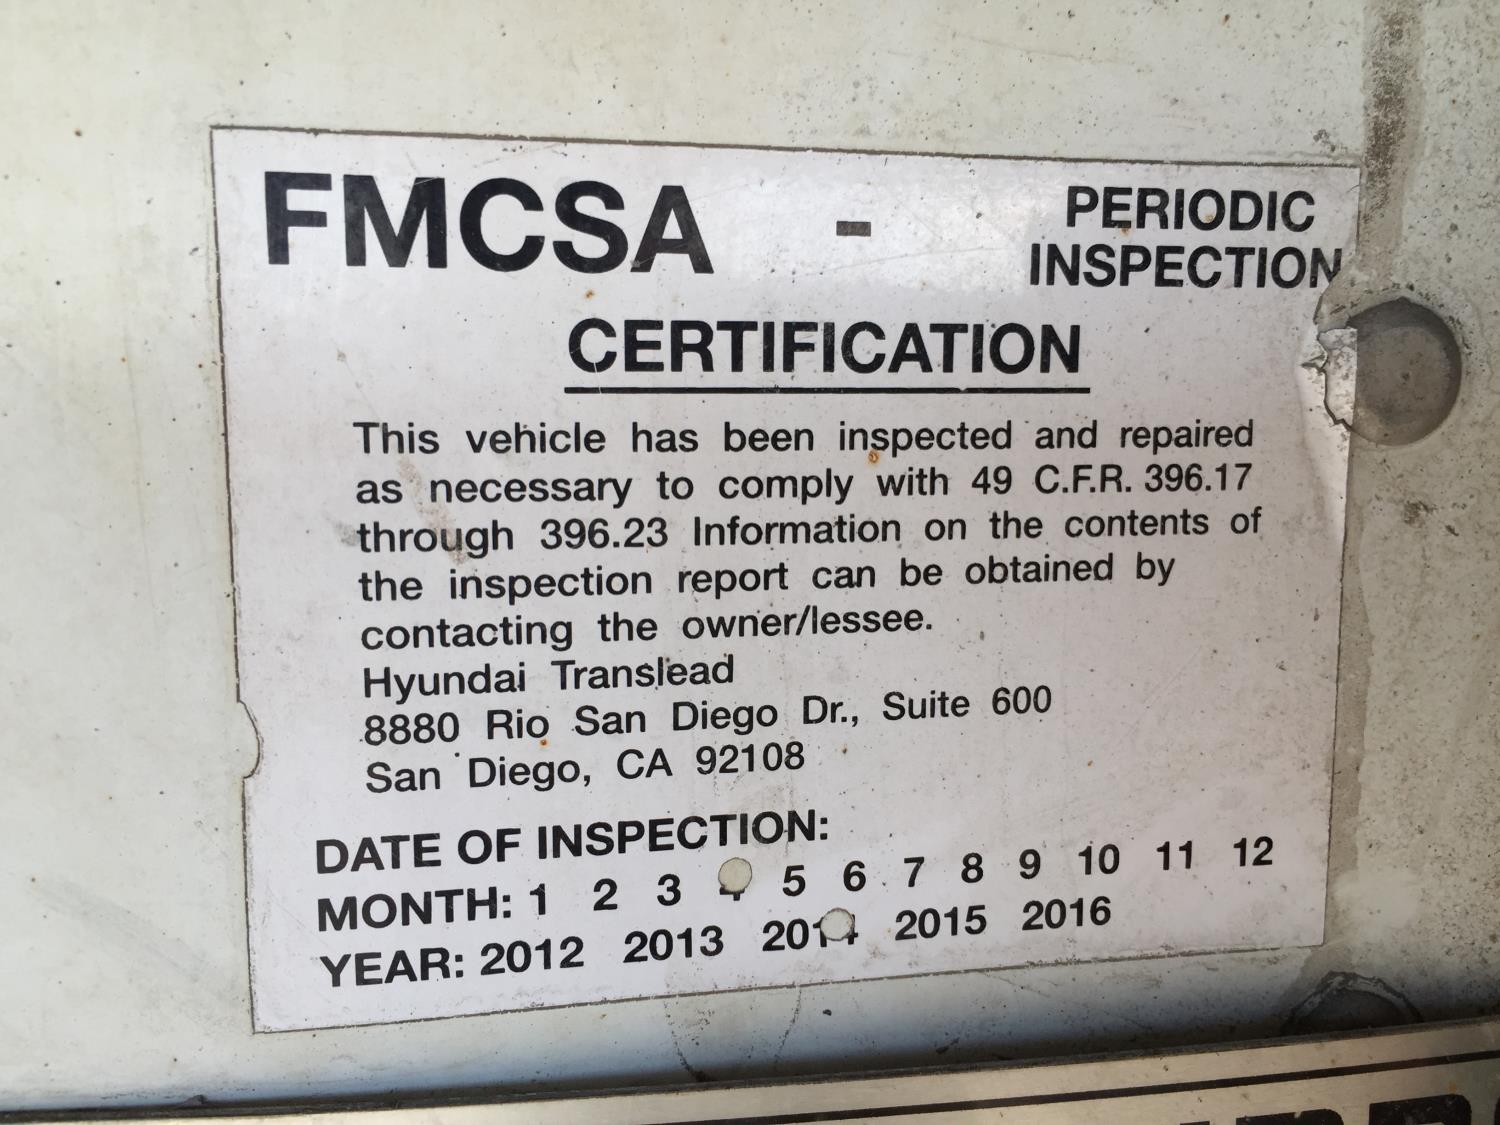 FMCSA - PERIODIC
INSPECTION
CERTIFICATION
This vehicle has been inspected and repaired
as necessary to comply with 49 C.F.R. 396.17
through 396.23 Information on the contents of
the inspection report can be obtained by
contacting the owner/lessee.
Hyundai Translead
8880 Rio San Diego Dr., Suite 600
San Diego, CA 92108
DATE OF INSPECTION:
MONTH: 1 2 3 4 5 6 7 8 9 10 11 12
YEAR: 2012 2013 2014 2015 2016